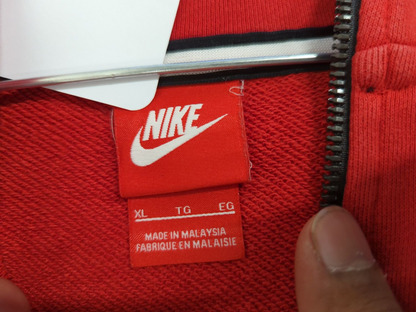 NIKE
XL TG EG
MADE IN MALAYSIA
FABRIQUE EN MALAISIE